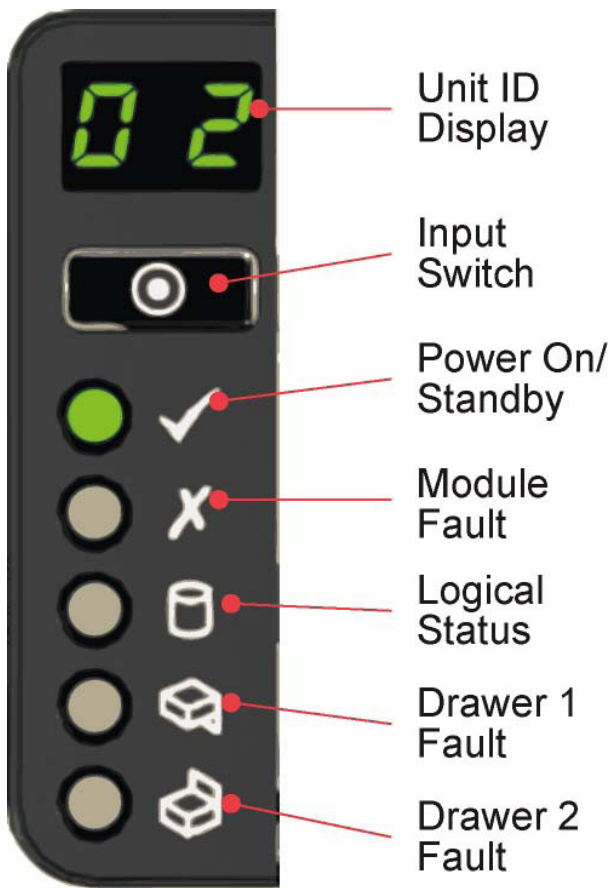 02
Unit ID
Display
Input
Switch
Power On/
Standby
Module
Fault
Logical
Status
Drawer 1
Fault
Drawer 2
Fault